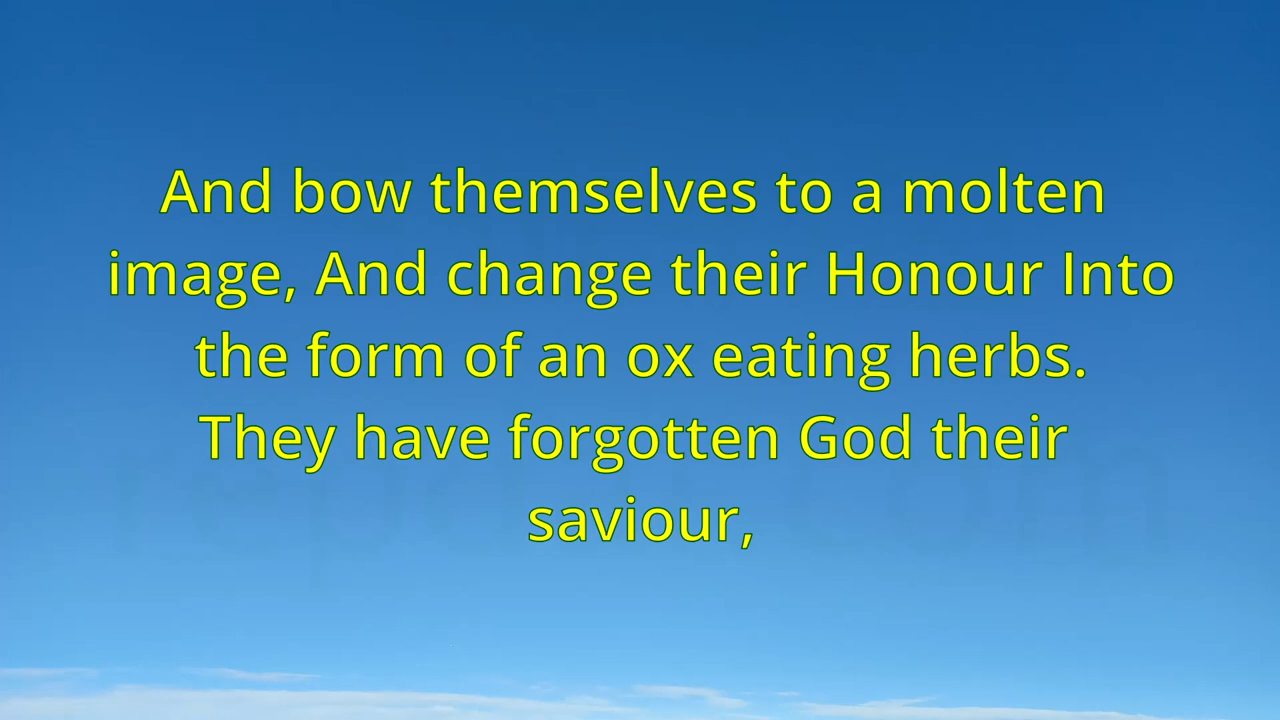 And bow themselves to a molten
image, And change their Honour Into
the form of an ox eating herbs.
They have forgotten God their
saviour,